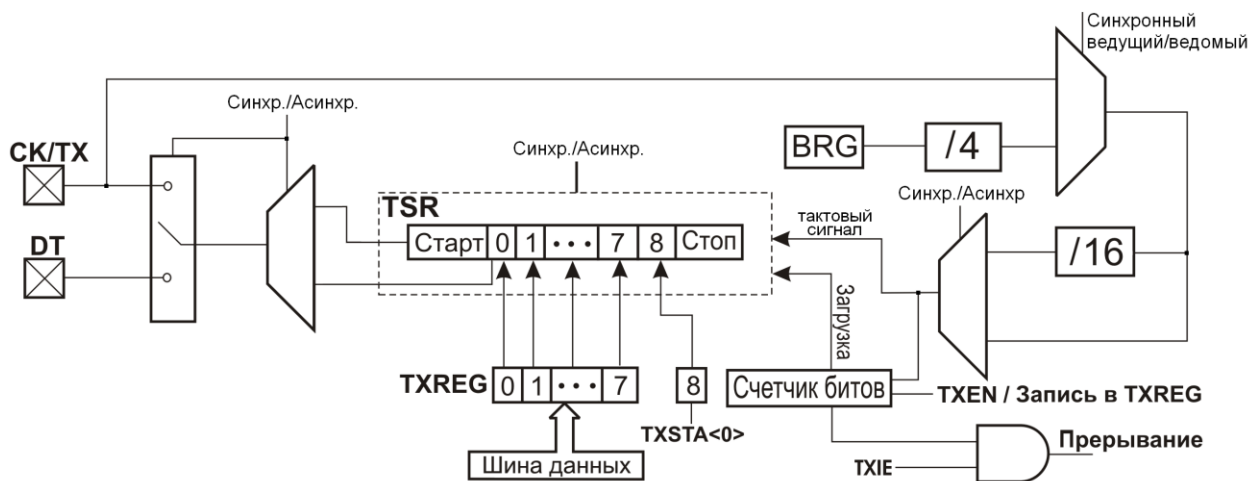 Синхронный
ведущий/ведомый
Синхр./Асинхр.
CK/TX
BRG
/4
Синхр./Асинхр.
Синхр./Асинхр
TSR
тактовый
сигнал
DT
Старт 0 1 ••• 7 8 Стоп
/16
Загрузка
TXREG 0 1 ••• 7
8
Счетчик битов
TXEN / Запись в TXREG
TXSTA<0>
Прерывание
Шина данных
TXIE